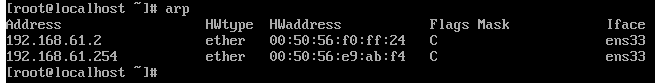 [root@localhost ~]# arp
Address                  HWtype  HWaddress           Flags Mask            Iface
192.168.61.2             ether   00:50:56:f0:ff:24   C                     ens33
192.168.61.254           ether   00:50:56:e9:ab:f4   C                     ens33
[root@localhost ~]#